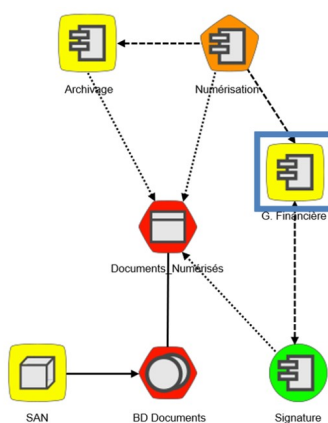 Archivage
Numérisation
G. Financière
Documents_Numérisés
SAN
BD Documents
Signature